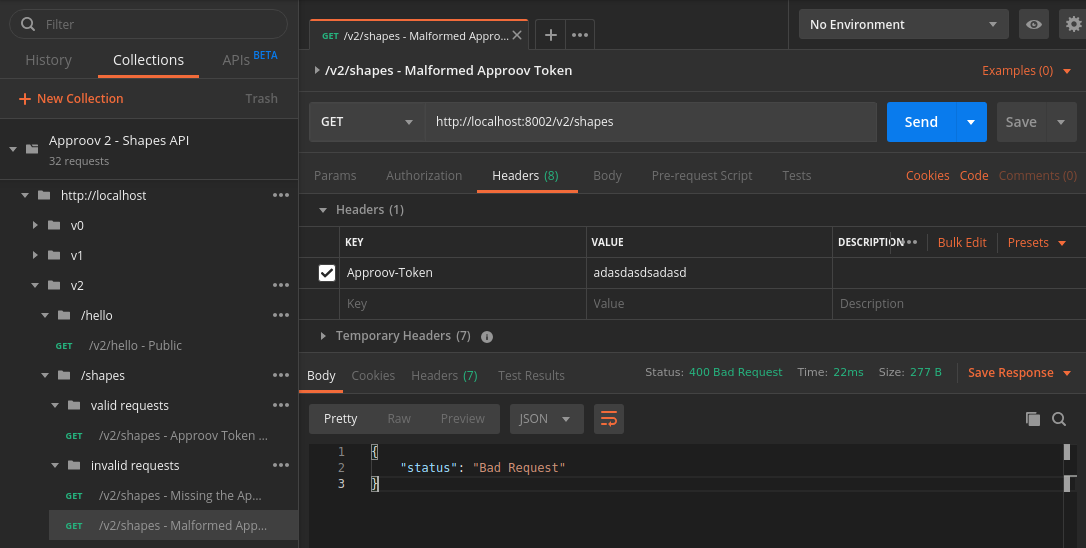 Filter
History Collections APIs BETA
+ New Collection Trash
Approov 2 - Shapes API
32 requests
http://localhost •••
v0
v1
v2 •••
/hello •••
GET /v2/hello - Public
/shapes •••
valid requests •••
GET /v2/shapes - Approov Token ...
invalid requests •••
GET /v2/shapes - Missing the Ap...
GET /v2/shapes - Malformed App...
GET /v2/shapes - Malformed Appro... ✕ + •••
No Environment
/v2/shapes - Malformed Approov Token Examples (0)
GET http://localhost:8002/v2/shapes Send Save
Params Authorization Headers (8) Body Pre-request Script Tests Cookies Code Comments (0)
Headers (1)
KEY VALUE DESCRIPTION ••• Bulk Edit Presets
Approov-Token adasdasdsadasd
Key Value Description
Temporary Headers (7) i
Body Cookies Headers (7) Test Results Status: 400 Bad Request Time: 22ms Size: 277 B Save Response
Pretty Raw Preview JSON
1 {
2 "status": "Bad Request"
3 }